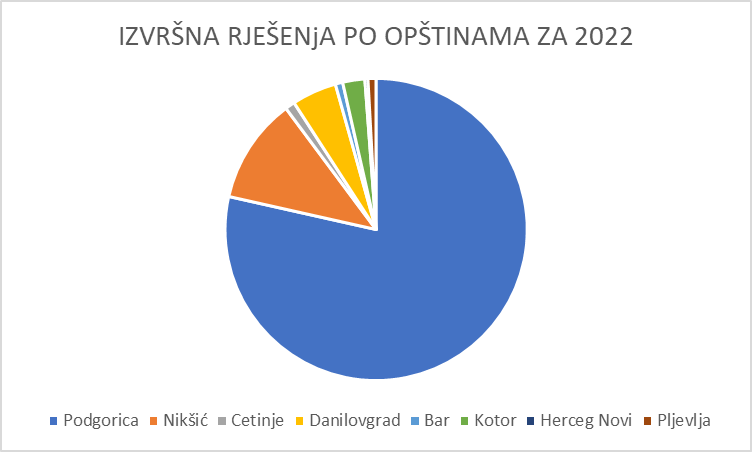 IZVRŠNA RJEŠENjA PO OPŠTINAMA ZA 2022
Podgorica Nikšić Cetinje Danilovgrad Bar Kotor Herceg Novi Pljevlja